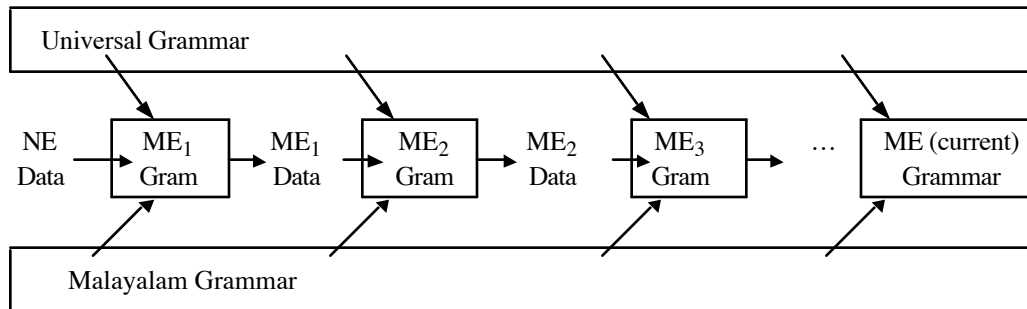 Universal Grammar
NE ME₁ ME₁ ME₂ ME₂ ME₃ … ME (current)
Data Gram Data Gram Data Gram Grammar
Malayalam Grammar